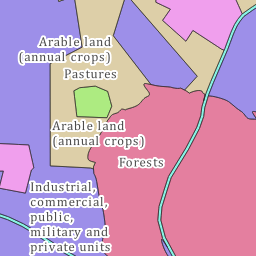 Arable land
(annual crops)
Pastures
Arable land
(annual crops)
Forests
Industrial,
commercial,
public,
military and
private units